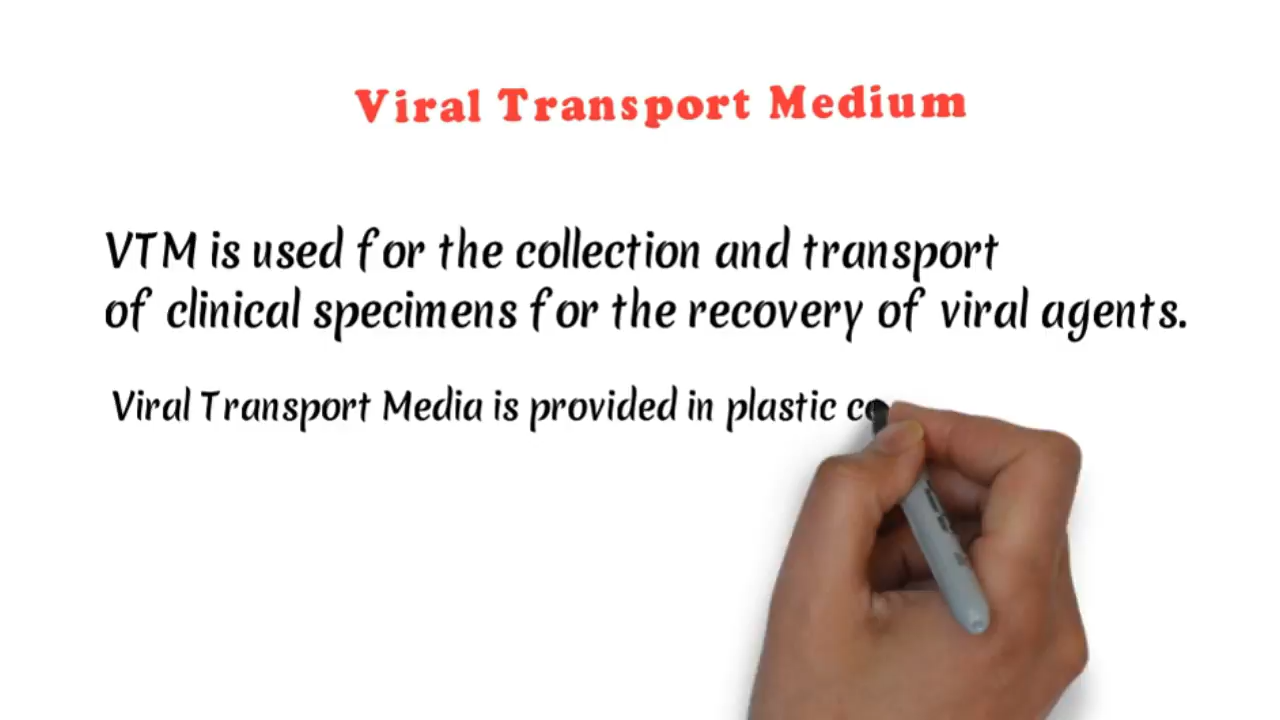 Viral Transport Medium
VTM is used for the collection and transport
of clinical specimens for the recovery of viral agents.
Viral Transport Media is provided in plastic